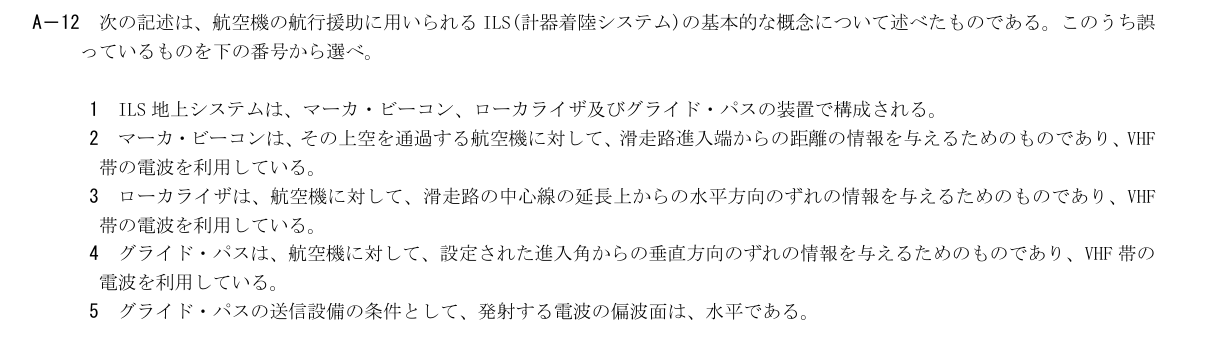 A－12 次の記述は、航空機の航行援助に用いられる ILS(計器着陸システム)の基本的な概念について述べたものである。このうち誤
っているものを下の番号から選べ。
1 ILS 地上システムは、マーカ・ビーコン、ローカライザ及びグライド・パスの装置で構成される。
2 マーカ・ビーコンは、その上空を通過する航空機に対して、滑走路進入端からの距離の情報を与えるためのものであり、VHF
帯の電波を利用している。
3 ローカライザは、航空機に対して、滑走路の中心線の延長上からの水平方向のずれの情報を与えるためのものであり、VHF
帯の電波を利用している。
4 グライド・パスは、航空機に対して、設定された進入角からの垂直方向のずれの情報を与えるためのものであり、VHF 帯の
電波を利用している。
5 グライド・パスの送信設備の条件として、発射する電波の偏波面は、水平である。